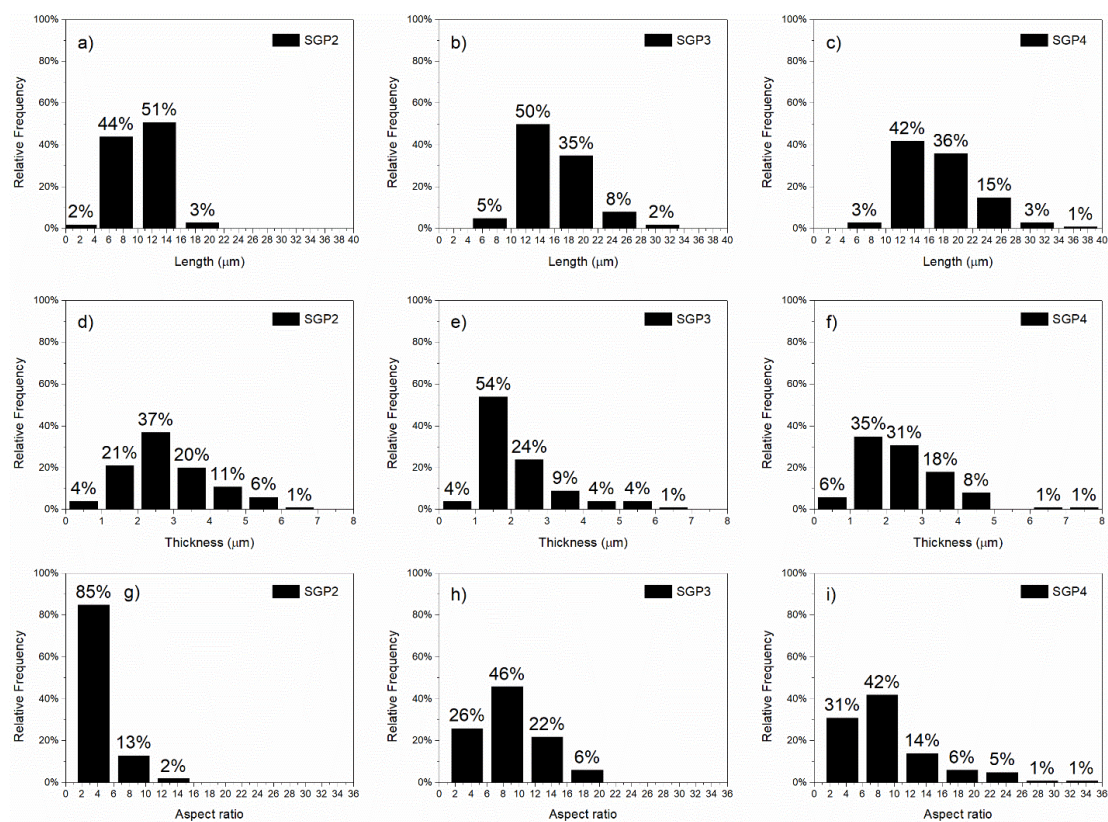 a)
SGP2
Relative Frequency
100%
80%
60%
40%
20%
0%
2%
44%
51%
3%
0 2 4 6 8 10 12 14 16 18 20 22 24 26 28 30 32 34 36 38 40
Length (μm)
b)
SGP3
Relative Frequency
100%
80%
60%
40%
20%
0%
5%
50%
35%
8%
2%
0 2 4 6 8 10 12 14 16 18 20 22 24 26 28 30 32 34 36 38 40
Length (μm)
c)
SGP4
Relative Frequency
100%
80%
60%
40%
20%
0%
3%
42%
36%
15%
3%
1%
0 2 4 6 8 10 12 14 16 18 20 22 24 26 28 30 32 34 36 38 40
Length (μm)
d)
SGP2
Relative Frequency
100%
80%
60%
40%
20%
0%
4%
21%
37%
20%
11%
6%
1%
0 1 2 3 4 5 6 7 8
Thickness (μm)
e)
SGP3
Relative Frequency
100%
80%
60%
40%
20%
0%
4%
54%
24%
9%
4%
4%
1%
0 1 2 3 4 5 6 7 8
Thickness (μm)
f)
SGP4
Relative Frequency
100%
80%
60%
40%
20%
0%
6%
35%
31%
18%
8%
1%
1%
0 1 2 3 4 5 6 7 8
Thickness (μm)
g)
SGP2
Relative Frequency
100%
80%
60%
40%
20%
0%
85%
13%
2%
0 2 4 6 8 10 12 14 16 18 20 22 24 26 28 30 32 34 36
Aspect ratio
h)
SGP3
Relative Frequency
100%
80%
60%
40%
20%
0%
26%
46%
22%
6%
0 2 4 6 8 10 12 14 16 18 20 22 24 26 28 30 32 34 36
Aspect ratio
i)
SGP4
Relative Frequency
100%
80%
60%
40%
20%
0%
31%
42%
14%
6%
5%
1%
1%
0 2 4 6 8 10 12 14 16 18 20 22 24 26 28 30 32 34 36
Aspect ratio